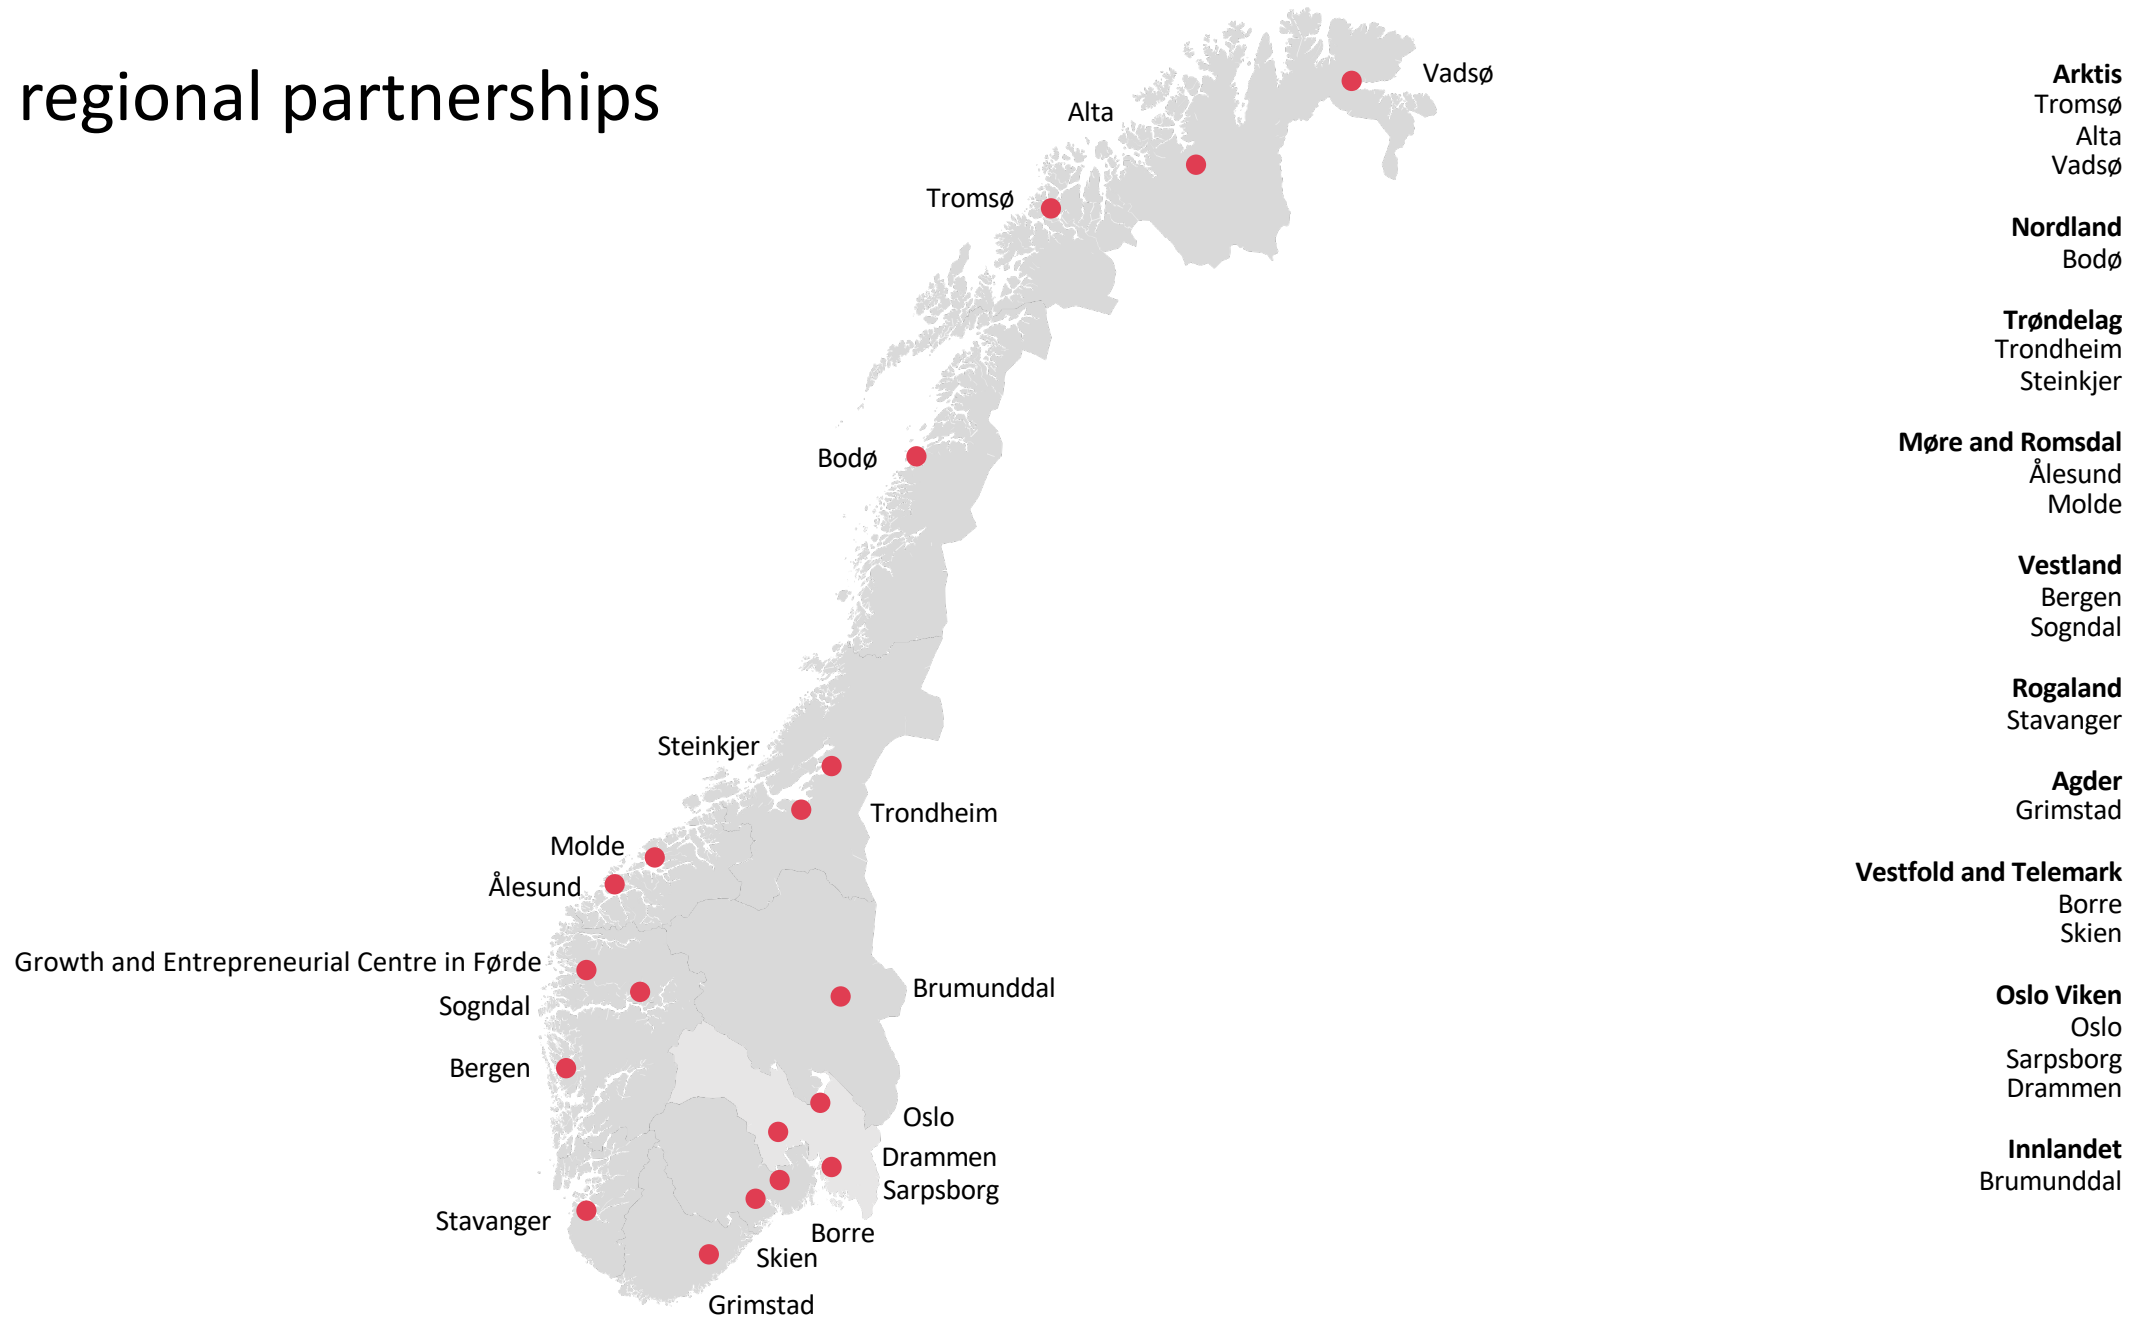 regional partnerships
Vadsø
Alta
Tromsø
Bodø
Steinkjer
Trondheim
Molde
Ålesund
Growth and Entrepreneurial Centre in Førde
Sogndal
Brumunddal
Bergen
Oslo
Drammen
Sarpsborg
Stavanger
Borre
Skien
Grimstad
Arktis
Tromsø
Alta
Vadsø
Nordland
Bodø
Trøndelag
Trondheim
Steinkjer
Møre and Romsdal
Ålesund
Molde
Vestland
Bergen
Sogndal
Rogaland
Stavanger
Agder
Grimstad
Vestfold and Telemark
Borre
Skien
Oslo Viken
Oslo
Sarpsborg
Drammen
Innlandet
Brumunddal